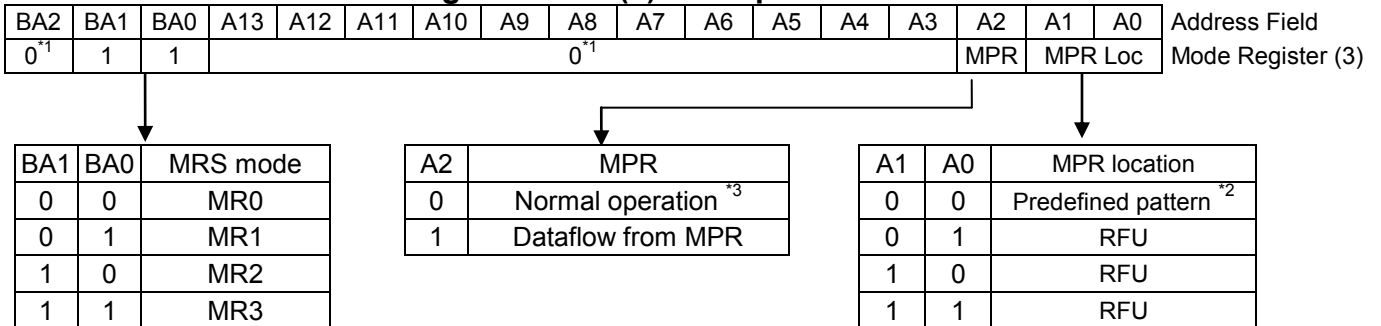 BA2 BA1 BA0 A13 A12 A11 A10 A9 A8 A7 A6 A5 A4 A3 A2 A1 A0 Address Field
0*1 1 1 0*1 MPR MPR Loc Mode Register (3)
BA1 BA0 MRS mode
0 0 MR0
0 1 MR1
1 0 MR2
1 1 MR3
A2 MPR
0 Normal operation *3
1 Dataflow from MPR
A1 A0 MPR location
0 0 Predefined pattern *2
0 1 RFU
1 0 RFU
1 1 RFU